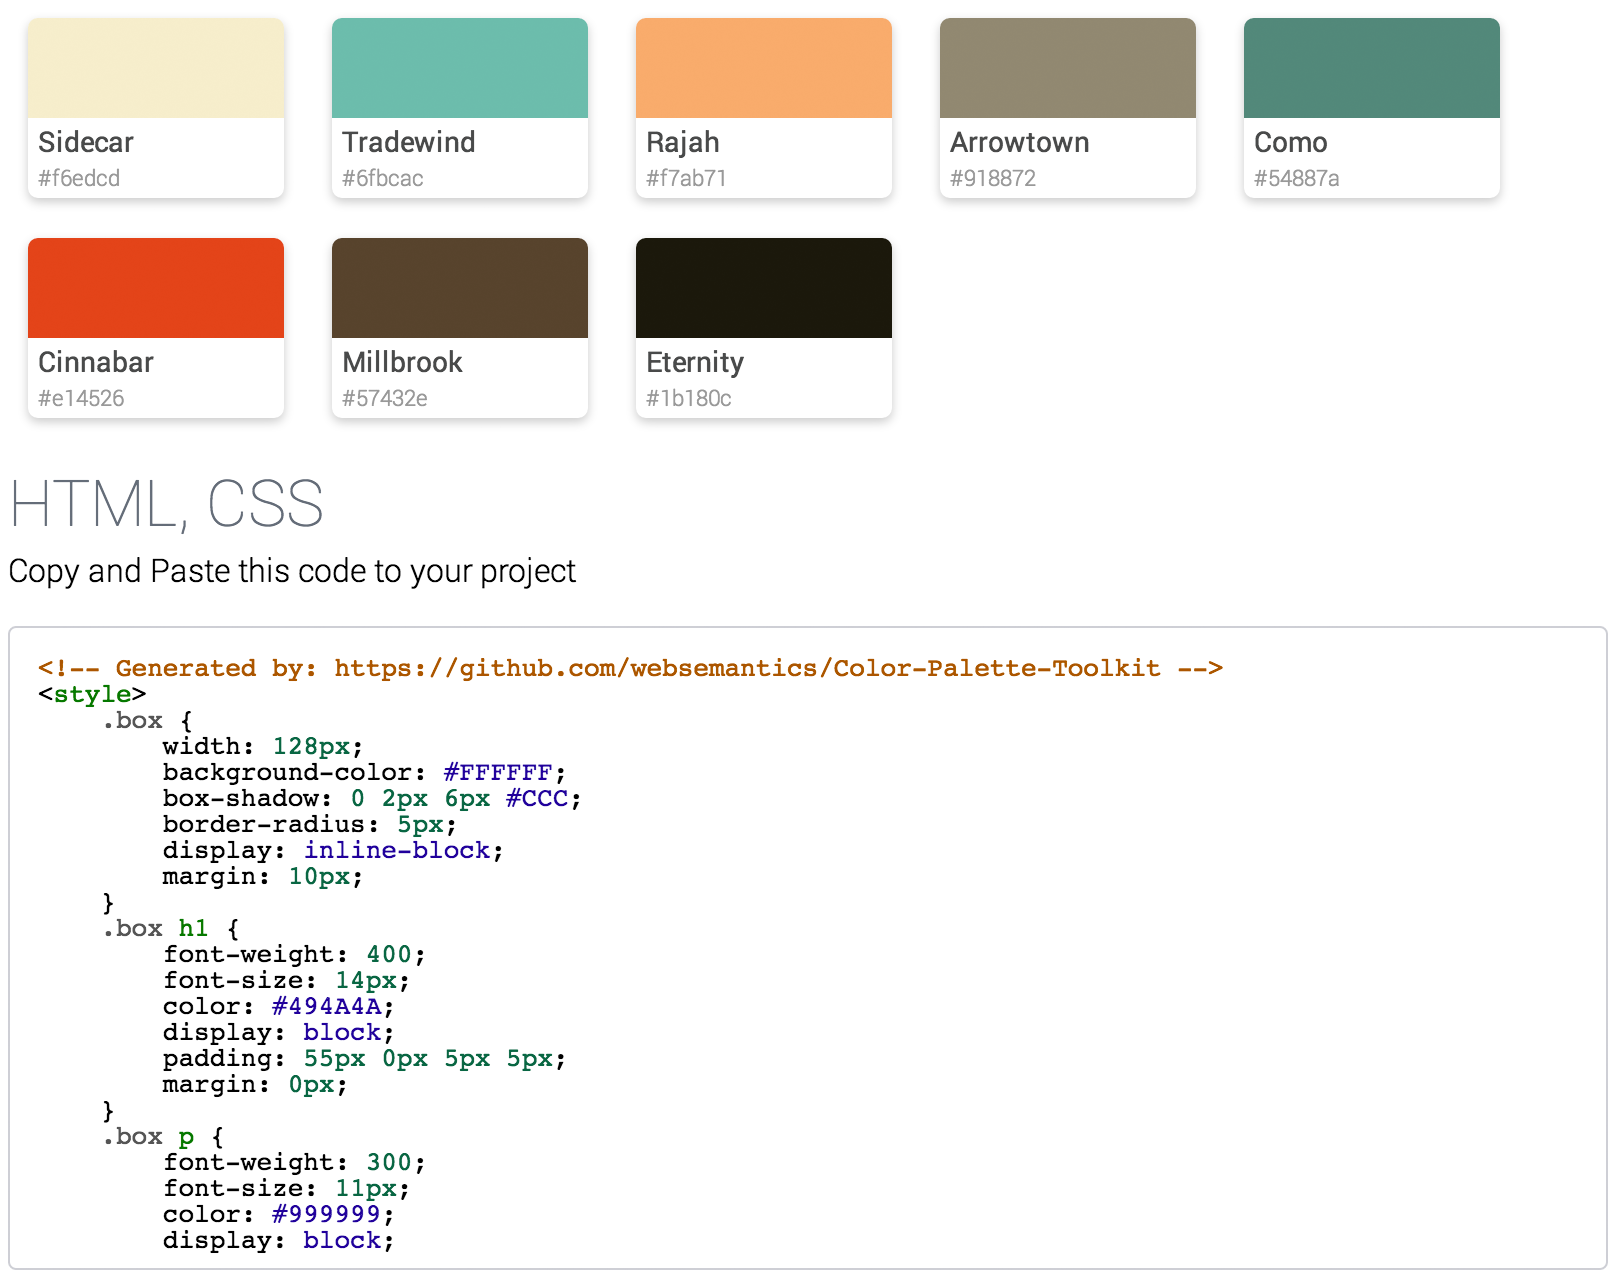 Sidecar Tradewind Rajah Arrowtown Como
#f6edcd #6fbcac #f7ab71 #918872 #54887a
Cinnabar Millbrook Eternity
#e14526 #57432e #1b180c
HTML, CSS
Copy and Paste this code to your project
<!-- Generated by: https://github.com/websemantics/Color-Palette-Toolkit -->
<style>
.box {
width: 128px;
background-color: #FFFFFF;
box-shadow: 0 2px 6px #CCC;
border-radius: 5px;
display: inline-block;
margin: 10px;
}
.box h1 {
font-weight: 400;
font-size: 14px;
color: #494A4A;
display: block;
padding: 55px 0px 5px 5px;
margin: 0px;
}
.box p {
font-weight: 300;
font-size: 11px;
color: #999999;
display: block;